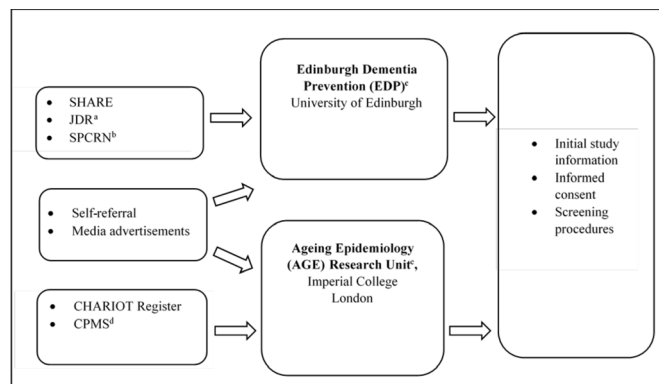 • SHARE
• JDRᵃ
• SPCRNᵇ
• Self-referral
• Media advertisements
• CHARIOT Register
• CPMSᵈ
Edinburgh Dementia
Prevention (EDP)ᶜ
University of Edinburgh
Ageing Epidemiology
(AGE) Research Unitᶜ,
Imperial College
London
• Initial study
information
• Informed
consent
• Screening
procedures